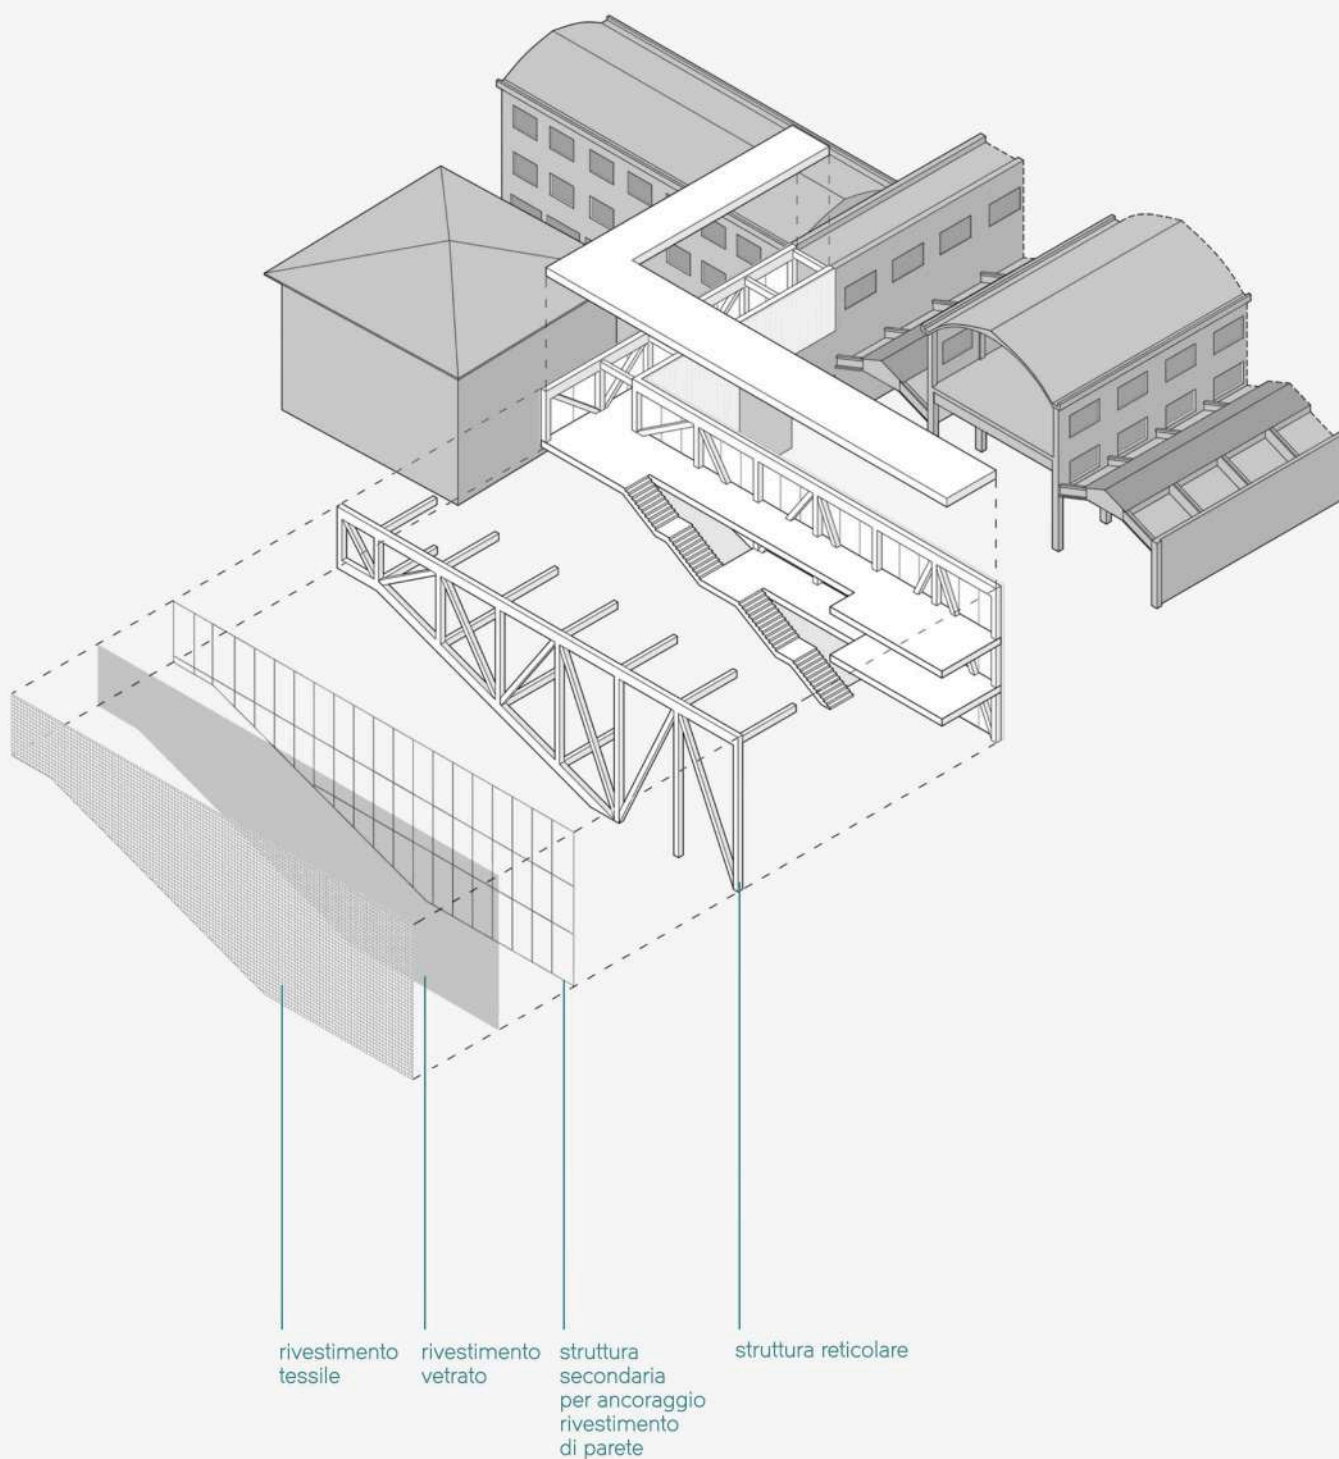 rivestimento
tessile
rivestimento
vetrato
struttura
secondaria
per ancoraggio
rivestimento
di parete
struttura reticolare